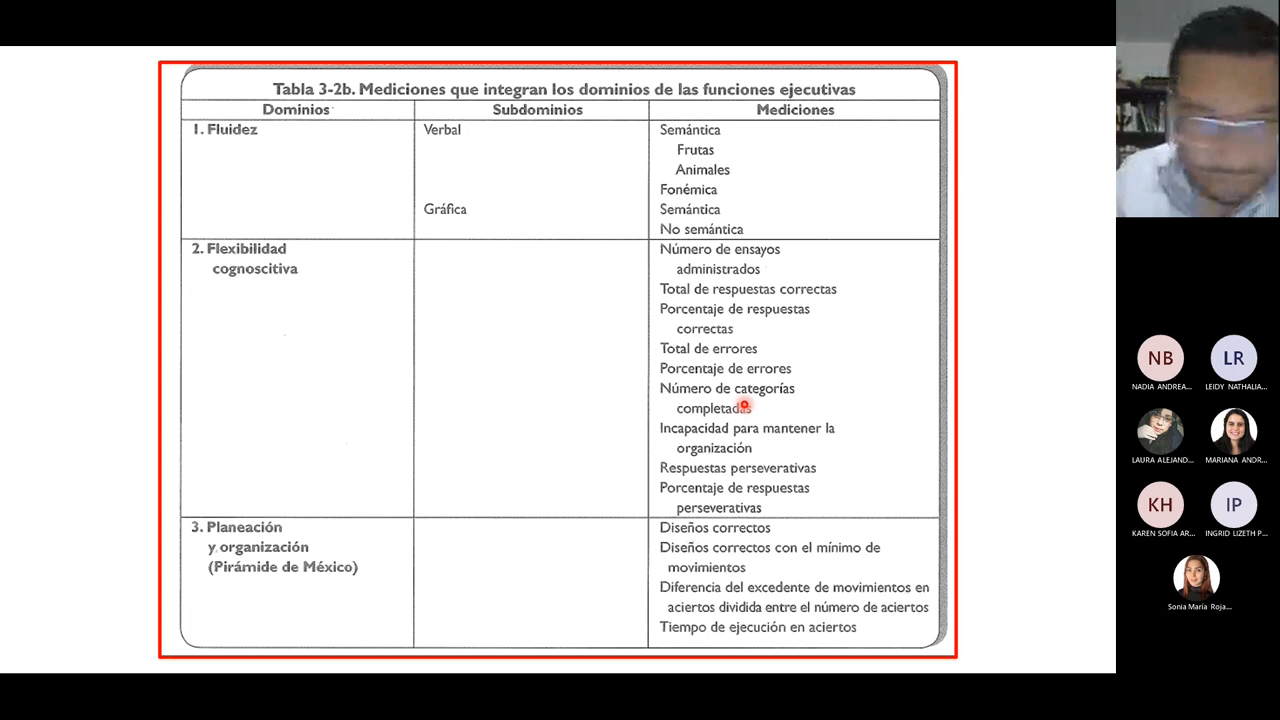 Tabla 3-2b. Mediciones que integran los dominios de las funciones ejecutivas
Dominios
Subdominios
Mediciones
1. Fluidez
Verbal
Semántica
Frutas
Animales
Fonémica
Gráfica
Semántica
No semántica
2. Flexibilidad
cognoscitiva
Número de ensayos
administrados
Total de respuestas correctas
Porcentaje de respuestas
correctas
Total de errores
Porcentaje de errores
Número de categorías
completadas
Incapacidad para mantener la
organización
Respuestas perseverativas
Porcentaje de respuestas
perseverativas
3. Planeación
y organización
(Pirámide de México)
Diseños correctos
Diseños correctos con el mínimo de
movimientos
Diferencia del excedente de movimientos en
aciertos dividida entre el número de aciertos
Tiempo de ejecución en aciertos
NB
LR
NADIA ANDREA...
LEIDY NATHALIA...
LAURA ALEJAND...
MARIANA ANDR...
KH
IP
KAREN SOFIA AR...
INGRID LIZETH P...
Sonia María Roja...